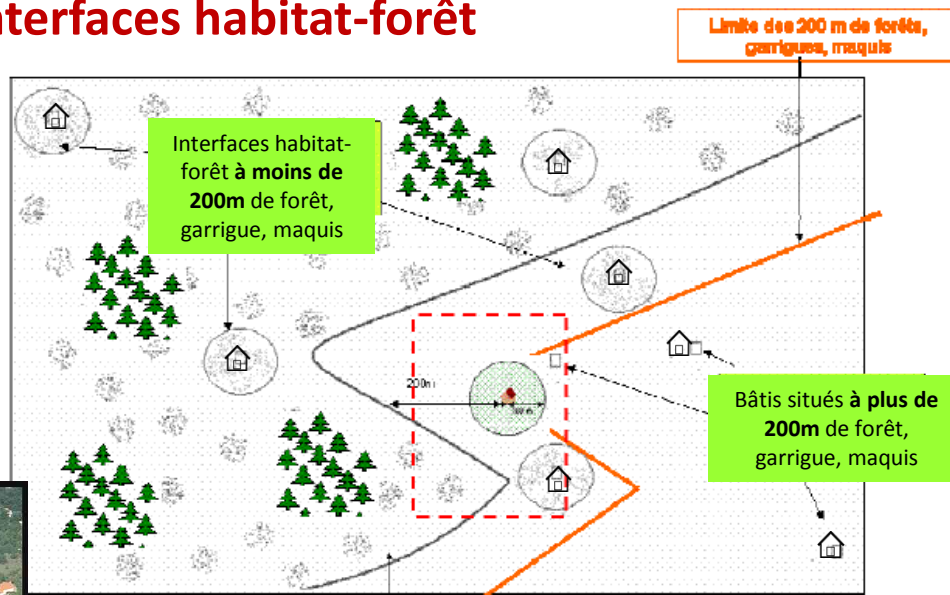 nterfaces habitat-forêt
Limite des 200 m de forêts,
garrigues, maquis
Interfaces habitat-
forêt à moins de
200m de forêt,
garrigue, maquis
200m
Bâtis situés à plus de
200m de forêt,
garrigue, maquis